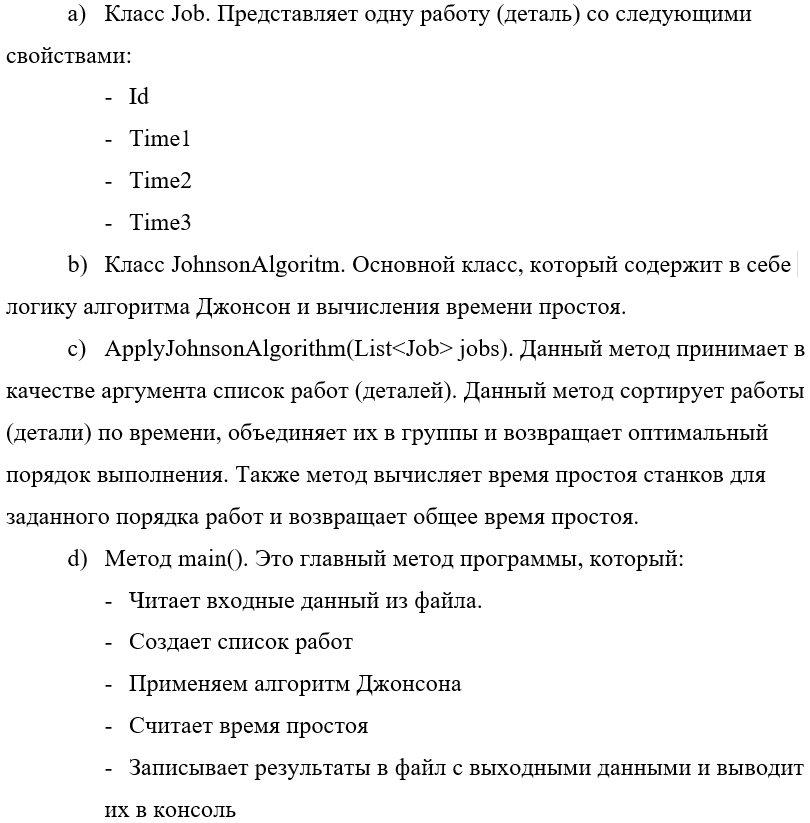 a) Класс Job. Представляет одну работу (деталь) со следующими
свойствами:
- Id
- Time1
- Time2
- Time3
b) Класс JohnsonAlgoritm. Основной класс, который содержит в себе
логику алгоритма Джонсон и вычисления времени простоя.
c) ApplyJohnsonAlgorithm(List<Job> jobs). Данный метод принимает в
качестве аргумента список работ (деталей). Данный метод сортирует работы
(детали) по времени, объединяет их в группы и возвращает оптимальный
порядок выполнения. Также метод вычисляет время простоя станков для
заданного порядка работ и возвращает общее время простоя.
d) Метод main(). Это главный метод программы, который:
- Читает входные данный из файла.
- Создает список работ
- Применяем алгоритм Джонсона
- Считает время простоя
- Записывает результаты в файл с выходными данными и выводит
их в консоль